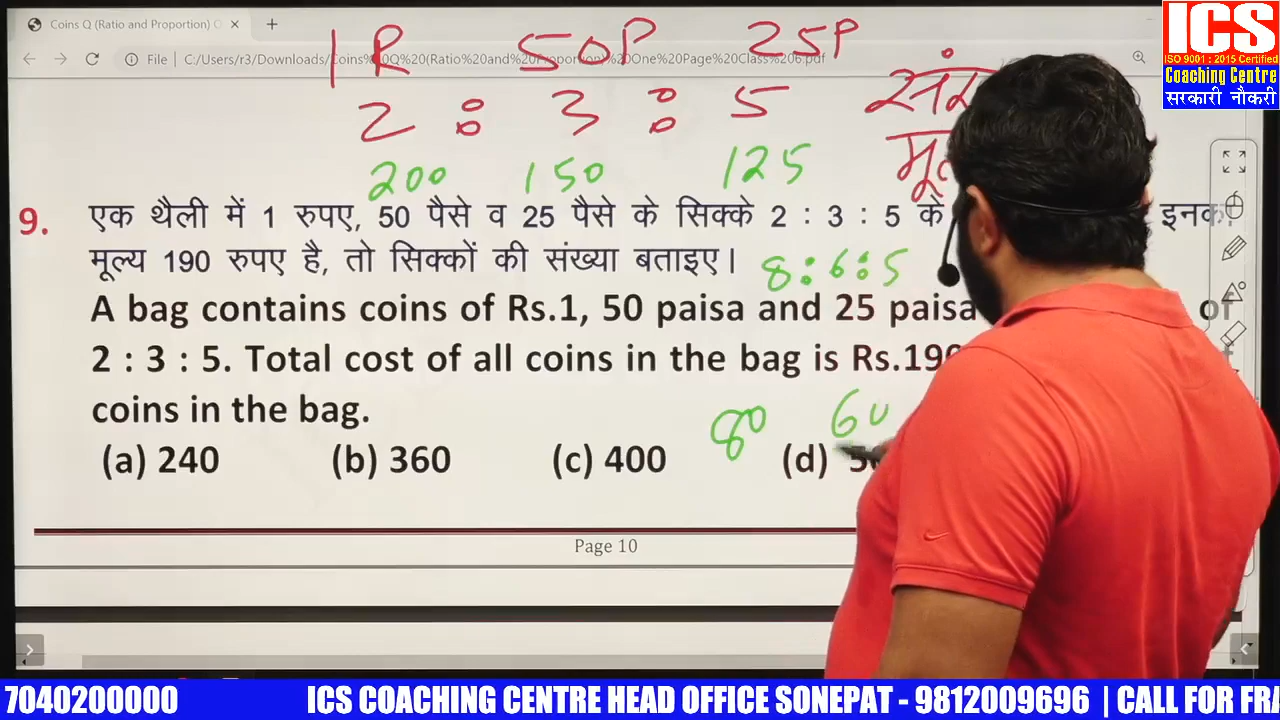 Coins Q (Ratio and Proportion) O
File
C:/Users/r3/Downloads/Coins%20Q%20(Ratio%20and%20Proportion)%20One%20Page%20Class%206.pdf
ICS
ISO 9001 : 2015 Certified
Coaching Centre
सरकारी नौकरी
1R 50P 25P
2 : 3 : 5
200 150 125
9. एक थैली में 1 रुपए, 50 पैसे व 25 पैसे के सिक्के 2 : 3 : 5 के
मूल्य 190 रुपए है, तो सिक्कों की संख्या बताइए।
8 : 6 : 5
A bag contains coins of Rs.1, 50 paisa and 25 paisa of
2 : 3 : 5. Total cost of all coins in the bag is Rs.190
coins in the bag.
80 60
(a) 240 (b) 360 (c) 400 (d)
Page 10
7040200000 ICS COACHING CENTRE HEAD OFFICE SONEPAT - 9812009696 | CALL FOR FRA